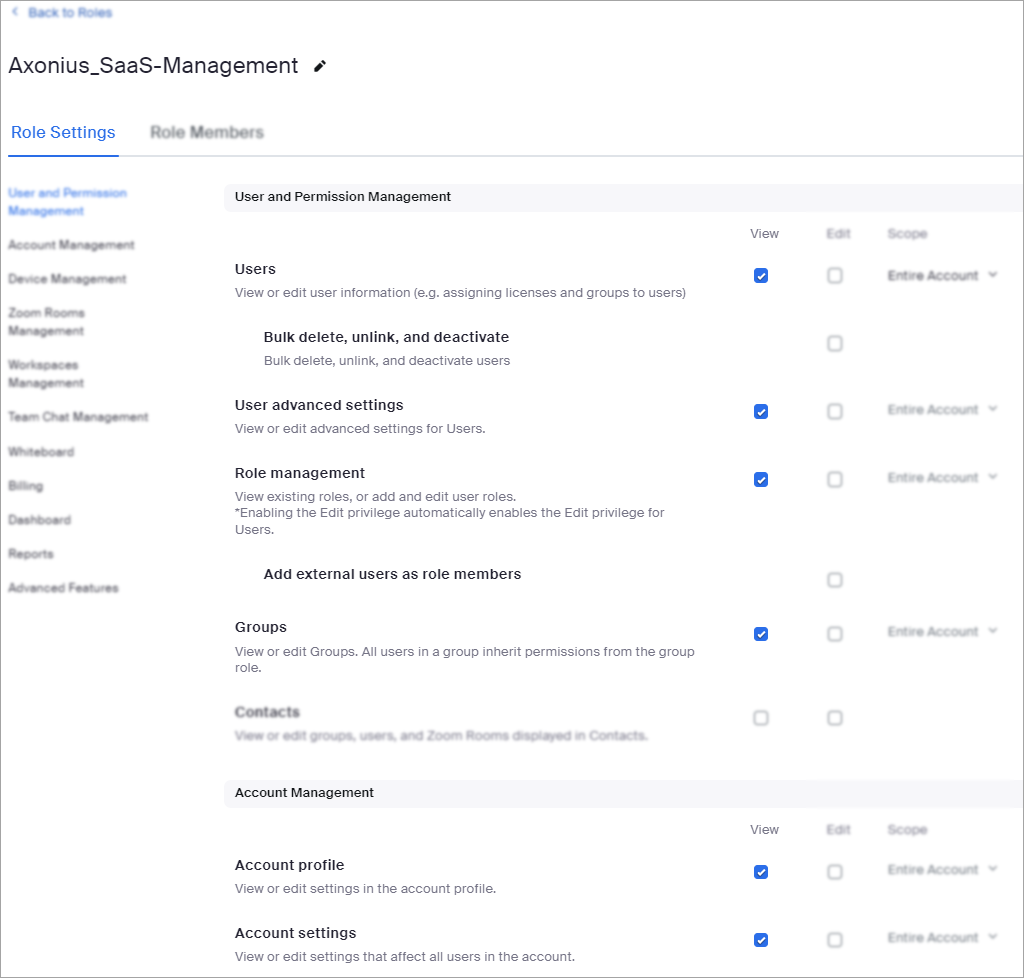 Back to Roles
Axonius_SaaS-Management
Role Settings Role Members
User and Permission
Management
Account Management
Device Management
Zoom Rooms
Management
Workspaces
Management
Team Chat Management
Whiteboard
Billing
Dashboard
Reports
Advanced Features
User and Permission Management
View Edit Scope
Users
Entire Account
View or edit user information (e.g. assigning licenses and groups to users)
Bulk delete, unlink, and deactivate
Bulk delete, unlink, and deactivate users
User advanced settings
Entire Account
View or edit advanced settings for Users.
Role management
Entire Account
View existing roles, or add and edit user roles.
*Enabling the Edit privilege automatically enables the Edit privilege for
Users.
Add external users as role members
Groups
Entire Account
View or edit Groups. All users in a group inherit permissions from the group
role.
Contacts
View or edit groups, users, and Zoom Rooms displayed in Contacts.
Account Management
View Edit Scope
Account profile
Entire Account
View or edit settings in the account profile.
Account settings
Entire Account
View or edit settings that affect all users in the account.